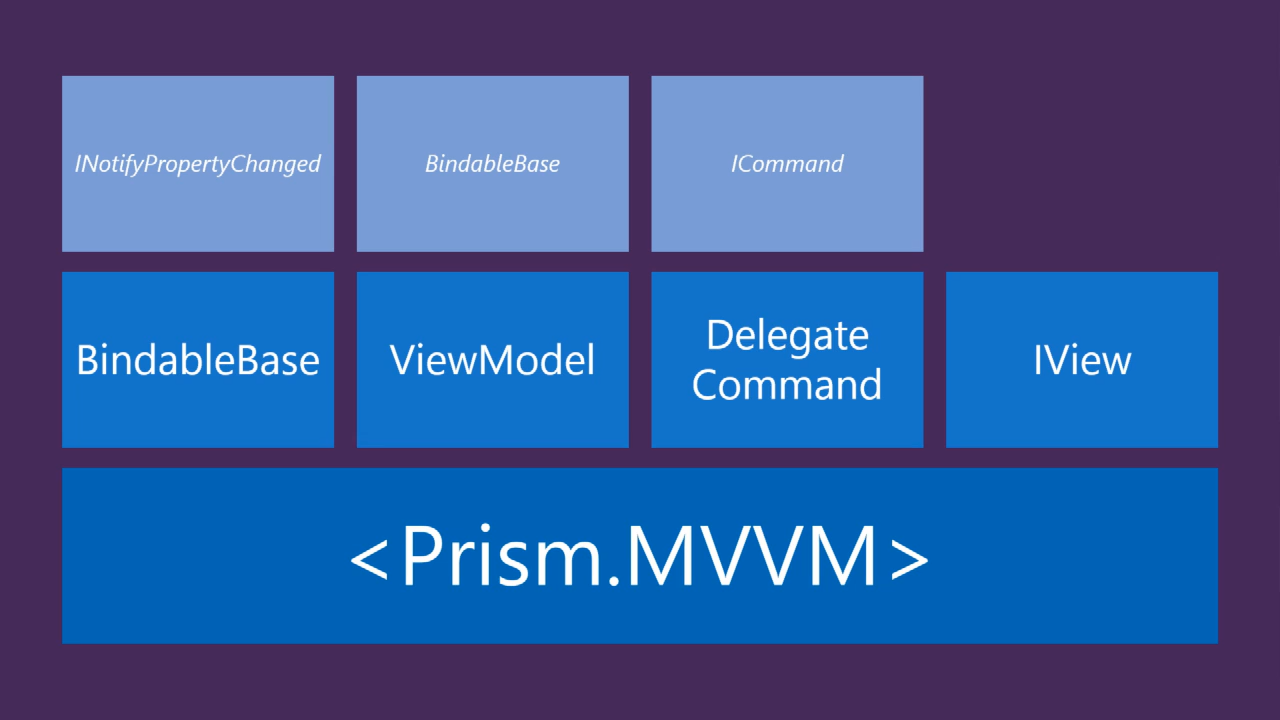 INotifyPropertyChanged
BindableBase
ICommand
BindableBase
ViewModel
Delegate
Command
IView
<Prism.MVVM>